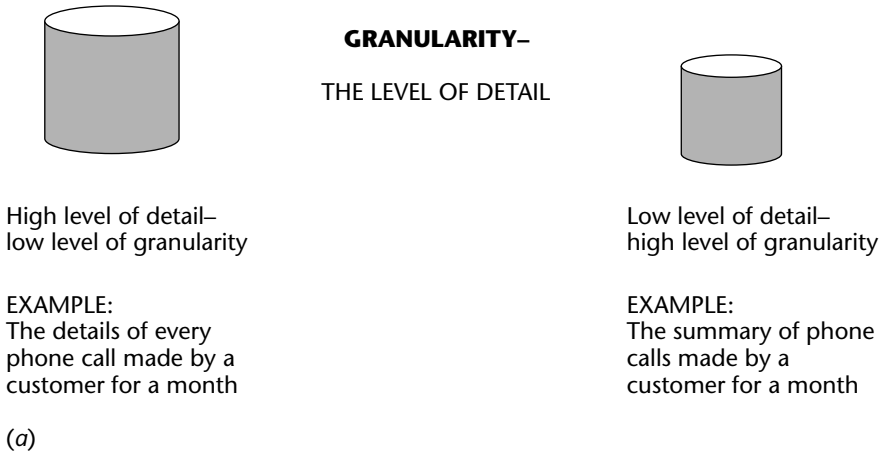 GRANULARITY–
THE LEVEL OF DETAIL
High level of detail–
low level of granularity
EXAMPLE:
The details of every
phone call made by a
customer for a month
Low level of detail–
high level of granularity
EXAMPLE:
The summary of phone
calls made by a
customer for a month
(a)